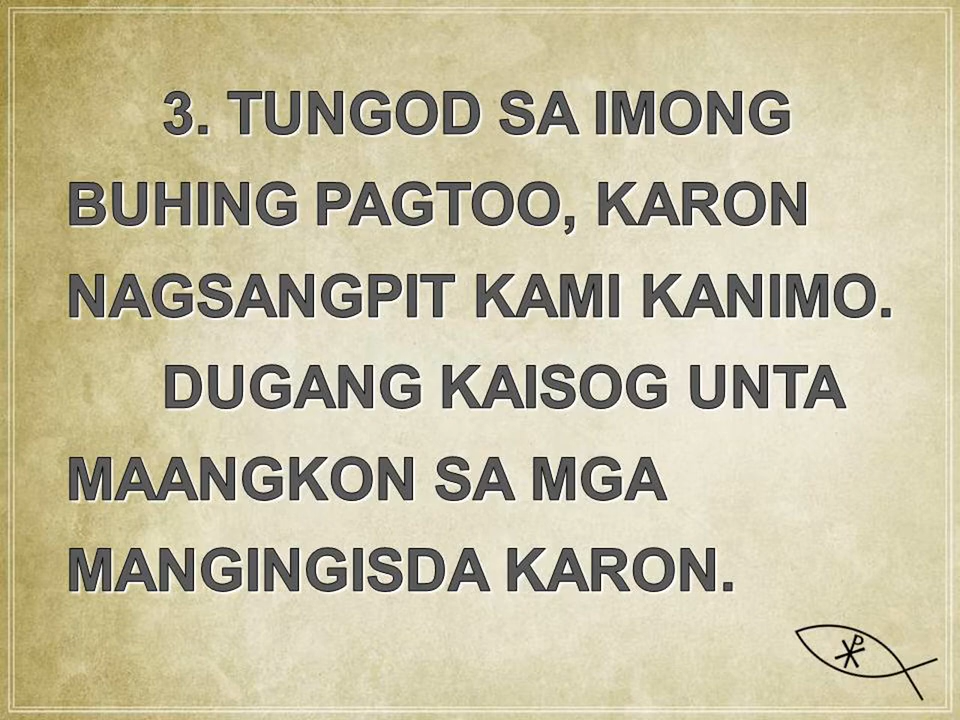 3. TUNGOD SA IMONG
BUHING PAGTOO, KARON
NAGSANGPIT KAMI KANIMO.
DUGANG KAISOG UNTA
MAANGKON SA MGA
MANGINGISDA KARON.